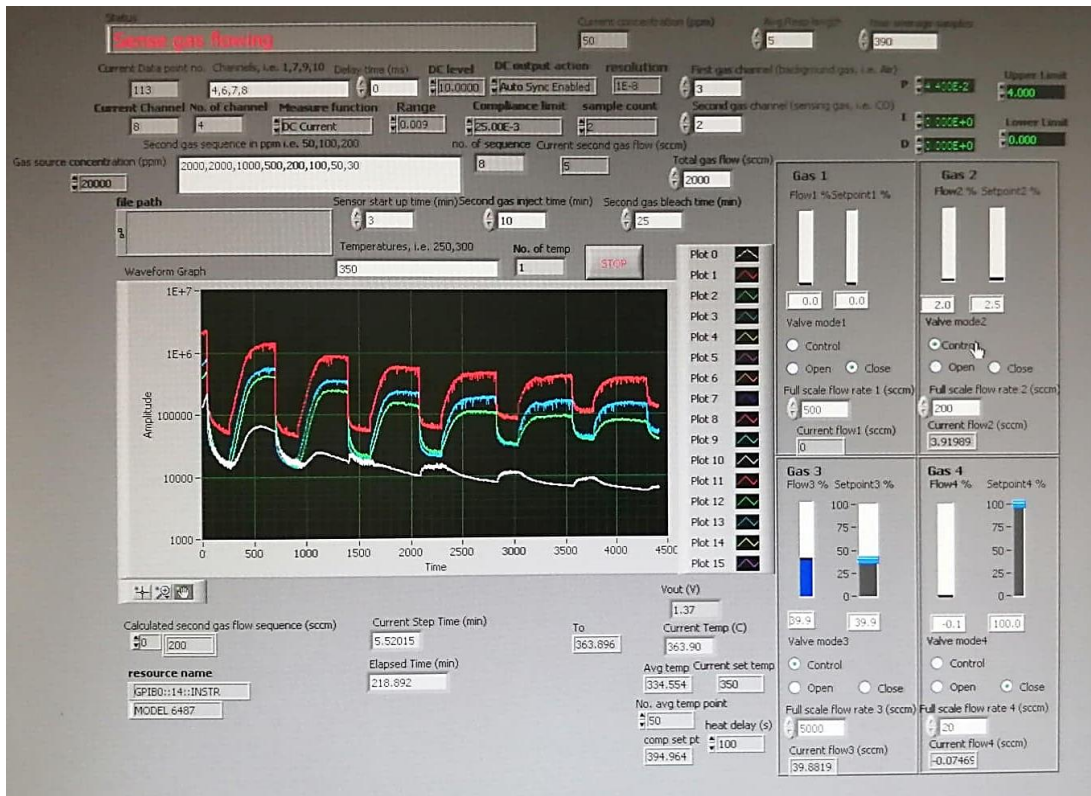 Status
Sense gas flowing
Current concentration (ppm)
50
Avg Resp length
5
390
Current Data point no.
113
Channels, i.e. 1,7,9,10
4,6,7,8
Delay time (ms)
0
DC level
10.0000
DC output action
Auto Sync Enabled
resolution
1E-8
First gas channel (background gas, i.e. Air)
3
P 4.400E-2
Upper Limit
4.000
Current Channel
8
No. of channel
4
Measure function
DC Current
Range
0.009
Compliance limit
25.00E-3
sample count
2
Second gas channel (sensing gas, i.e. CO)
2
I 0.000E+0
Lower Limit
0.000
D 0.000E+0
Second gas sequence in ppm i.e. 50,100,200
2000,2000,1000,500,200,100,50,30
no. of sequence
8
Current second gas flow (sccm)
5
Gas source concentration (ppm)
20000
Total gas flow (sccm)
2000
file path
Sensor start up time (min)
3
Second gas inject time (min)
10
Second gas bleach time (min)
25
Temperatures, i.e. 250,300
350
No. of temp
1
STOP
Waveform Graph
1E+7
1E+6
100000
10000
1000
Amplitude
0 500 1000 1500 2000 2500 3000 3500 4000 4500
Time
Plot 0
Plot 1
Plot 2
Plot 3
Plot 4
Plot 5
Plot 6
Plot 7
Plot 8
Plot 9
Plot 10
Plot 11
Plot 12
Plot 13
Plot 14
Plot 15
Gas 1
Flow1 % Setpoint1 %
0.0 0.0
Valve mode1
Control
Open Close
Full scale flow rate 1 (sccm)
500
Current flow1 (sccm)
0
Gas 2
Flow2 % Setpoint2 %
2.0 2.5
Valve mode2
Control
Open Close
Full scale flow rate 2 (sccm)
200
Current flow2 (sccm)
3.91989
Gas 3
Flow3 % Setpoint3 %
100
75
50
25
0
39.9 39.9
Valve mode3
Control
Open Close
Full scale flow rate 3 (sccm)
5000
Current flow3 (sccm)
39.8819
Gas 4
Flow4 % Setpoint4 %
100
75
50
25
0
-0.1 100.0
Valve mode4
Control
Open Close
Full scale flow rate 4 (sccm)
20
Current flow4 (sccm)
-0.07469
Calculated second gas flow sequence (sccm)
0 200
resource name
GPIB0::14::INSTR
MODEL 6487
Current Step Time (min)
5.52015
Elapsed Time (min)
218.892
To
363.896
Vout (V)
1.37
Current Temp (C)
363.90
Avg temp
334.554
Current set temp
350
No. avg temp point
50
heat delay (s)
100
comp set pt
394.964